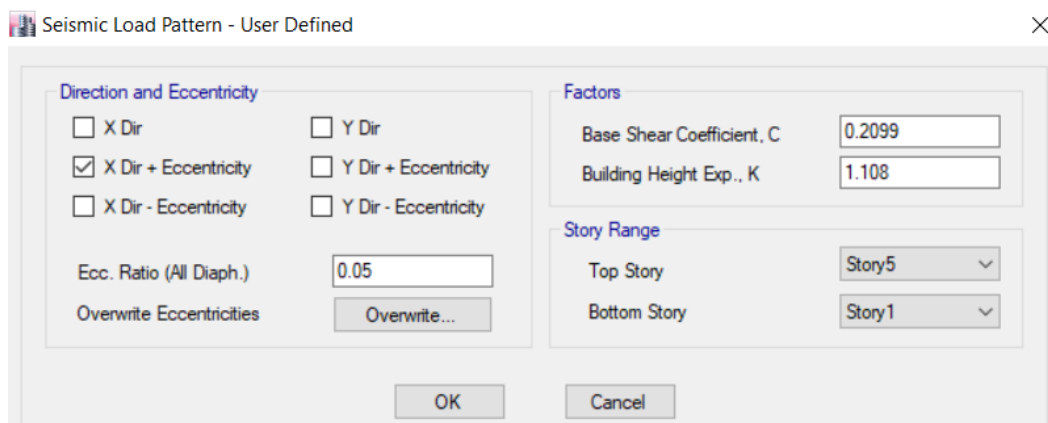 Seismic Load Pattern - User Defined
Direction and Eccentricity
X Dir
Y Dir
X Dir + Eccentricity
Y Dir + Eccentricity
X Dir - Eccentricity
Y Dir - Eccentricity
Ecc. Ratio (All Diaph.)
0.05
Overwrite Eccentricities
Overwrite...
Factors
Base Shear Coefficient, C
0.2099
Building Height Exp., K
1.108
Story Range
Top Story
Story5
Bottom Story
Story1
OK
Cancel